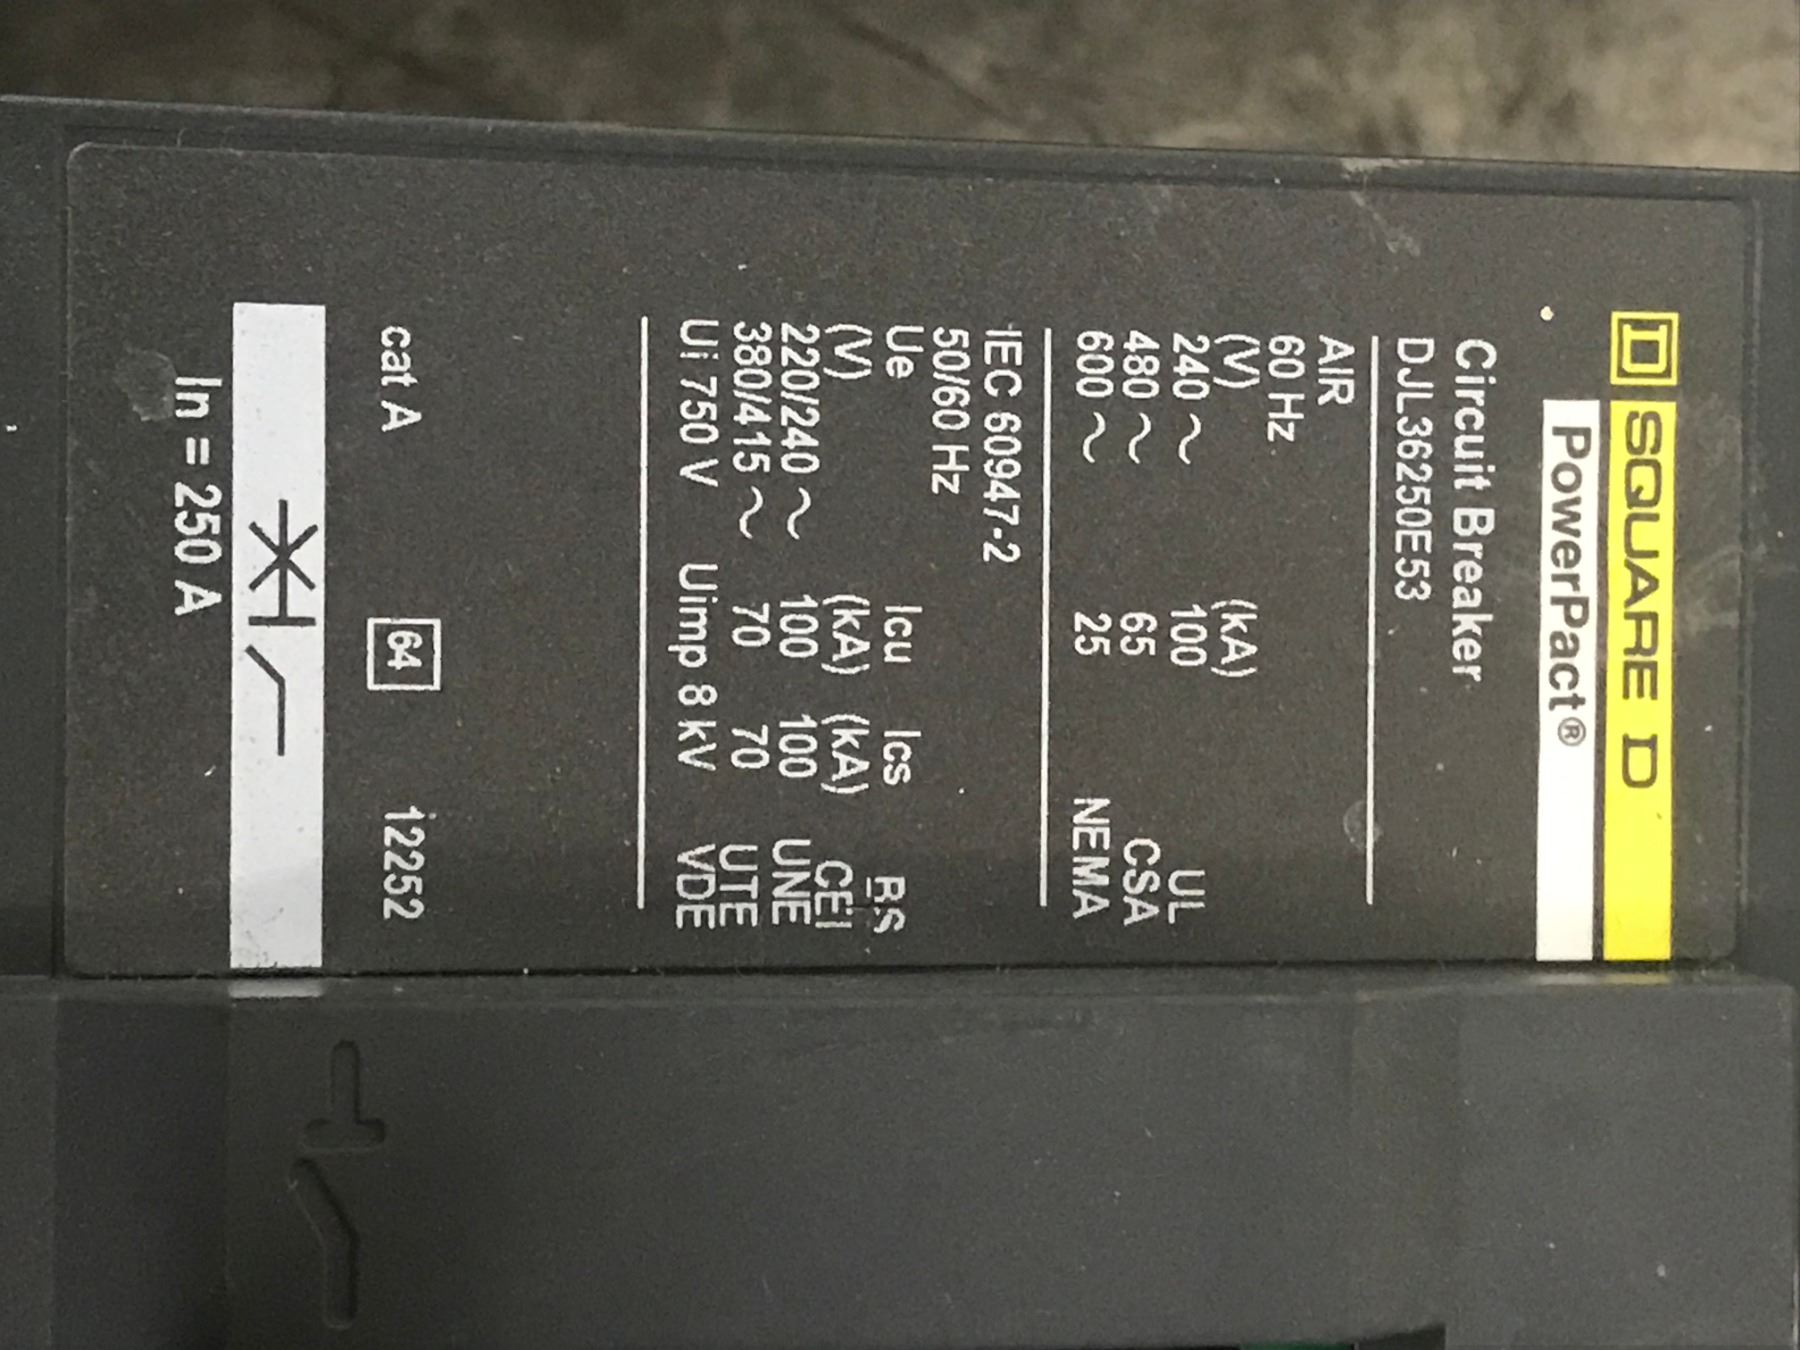 D SQUARE D
PowerPact®
Circuit Breaker
DJL36250E53
AIR
60 Hz
(V) (kA)
240 ~ 100 UL
480 ~ 65 CSA
600 ~ 25 NEMA
IEC 60947-2
50/60 Hz
Ue Icu Ics BS
(V) (kA) (kA) CEI
220/240 ~ 100 100 UNE
380/415 ~ 70 70 UTE
Ui 750 V Uimp 8 kV VDE
cat A 64 12252
In = 250 A